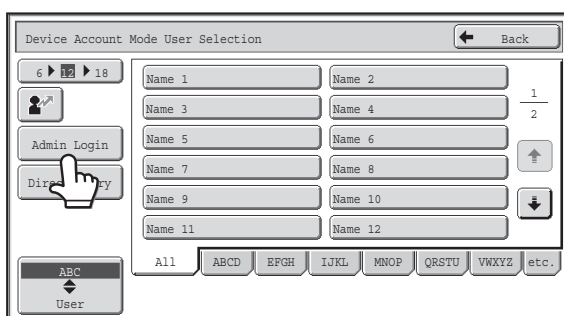 Device Account Mode User Selection
Back
6 12 18
Name 1 Name 2
Name 3 Name 4
Name 5 Name 6
Name 7 Name 8
Name 9 Name 10
Name 11 Name 12
1
2
Admin Login
ABC
User
All ABCD EFGH IJKL MNOP QRSTU VWXYZ etc.